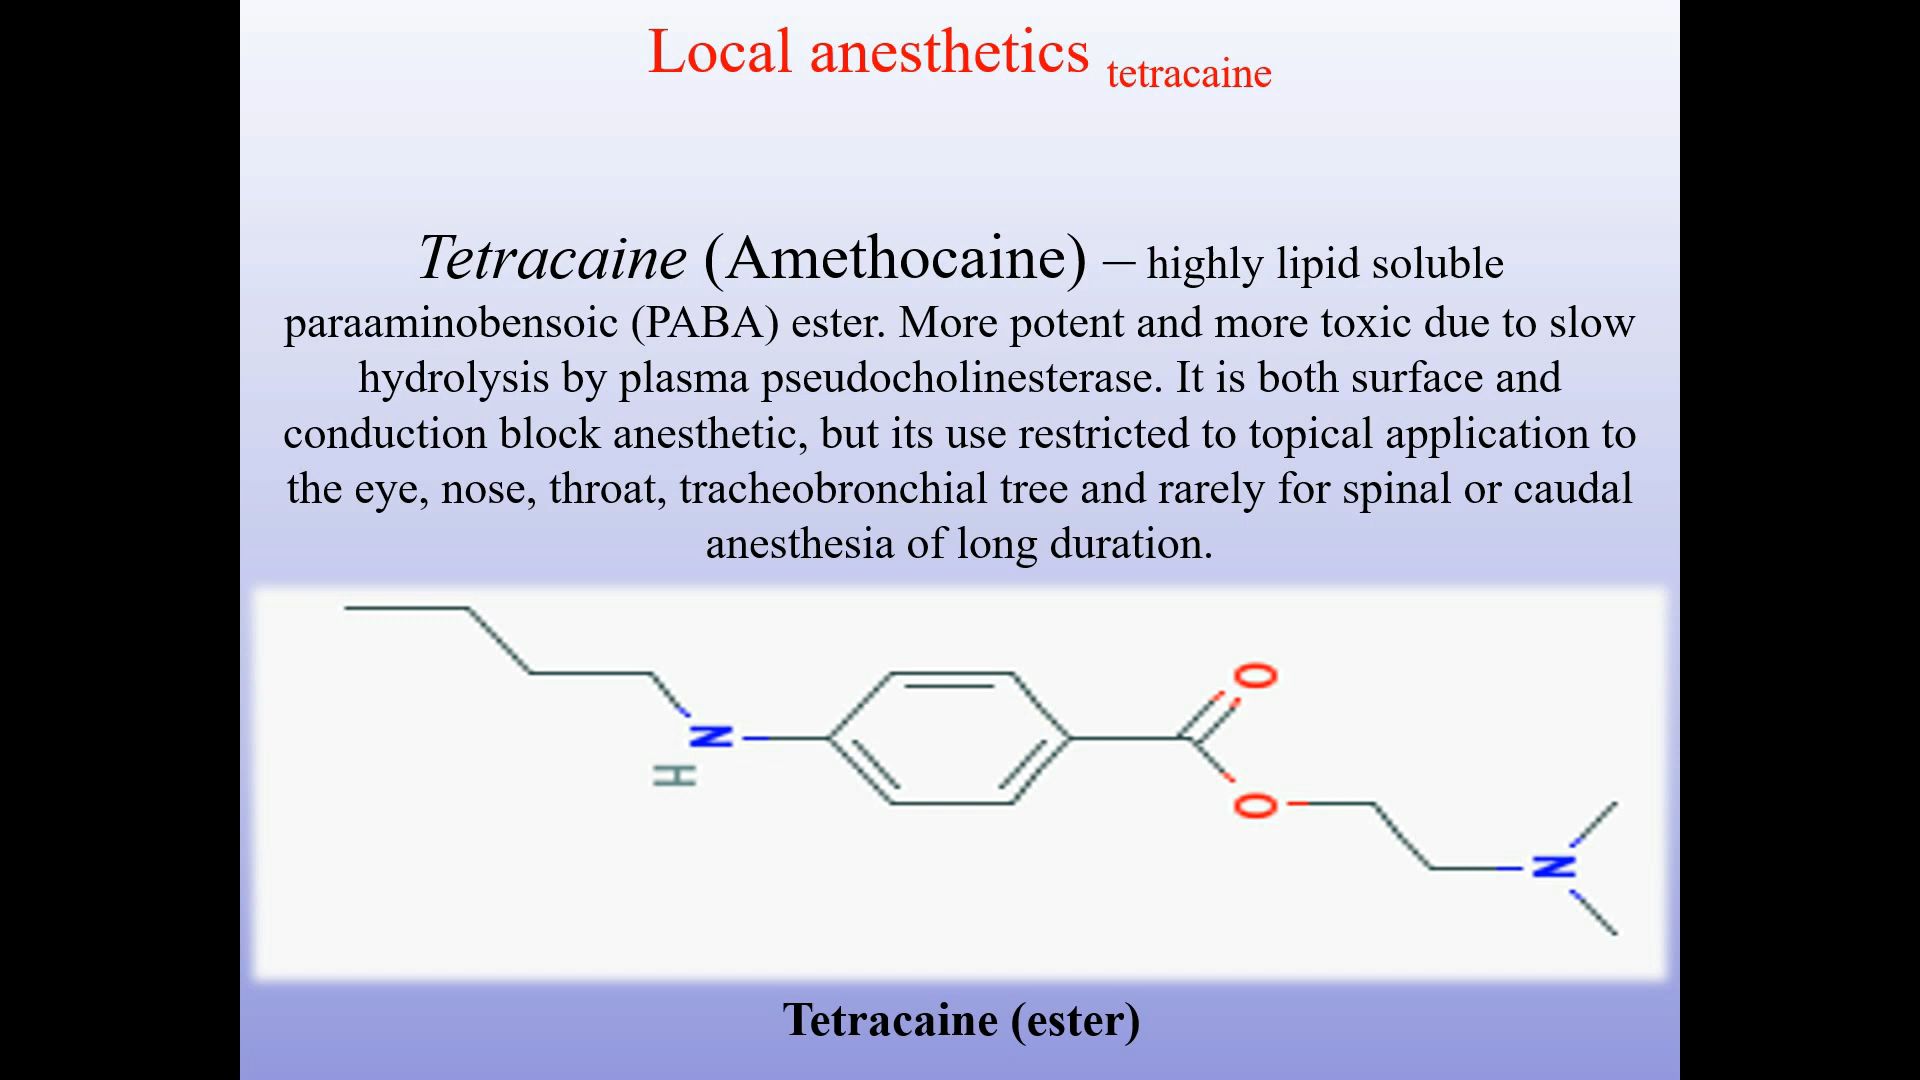 Local anesthetics tetracaine
Tetracaine (Amethocaine) – highly lipid soluble
paraaminobensoic (PABA) ester. More potent and more toxic due to slow
hydrolysis by plasma pseudocholinesterase. It is both surface and
conduction block anesthetic, but its use restricted to topical application to
the eye, nose, throat, tracheobronchial tree and rarely for spinal or caudal
anesthesia of long duration.
O
N
H
O
N
Tetracaine (ester)